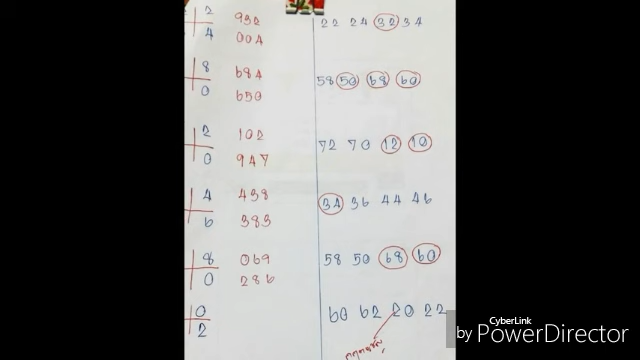 2 2 932 22 24 32 34
4 004
8 684 58 50 68 60
0 650
2 102 72 70 12 10
0 947
4 438 34 36 44 46
6 383
8 069 58 50 68 60
0 286
0 60 62 20 22
2
CyberLink
by PowerDirector